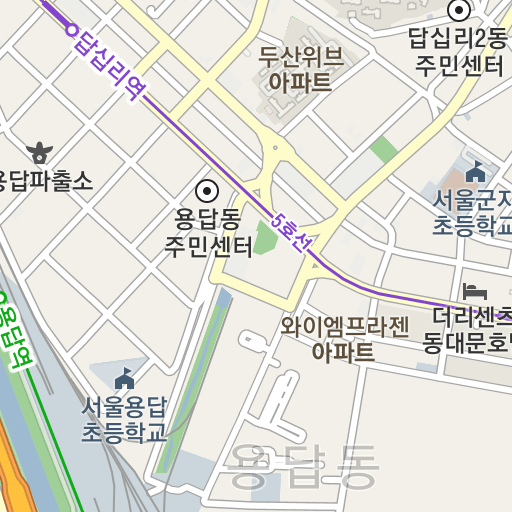 답십리2동
주민센터
두산위브
아파트
답십리역
용답파출소
용답동
주민센터
5호선
서울군자
초등학교
더리센츠
동대문호텔
와이엠프라젠
아파트
용답역
서울용답
초등학교
용답동